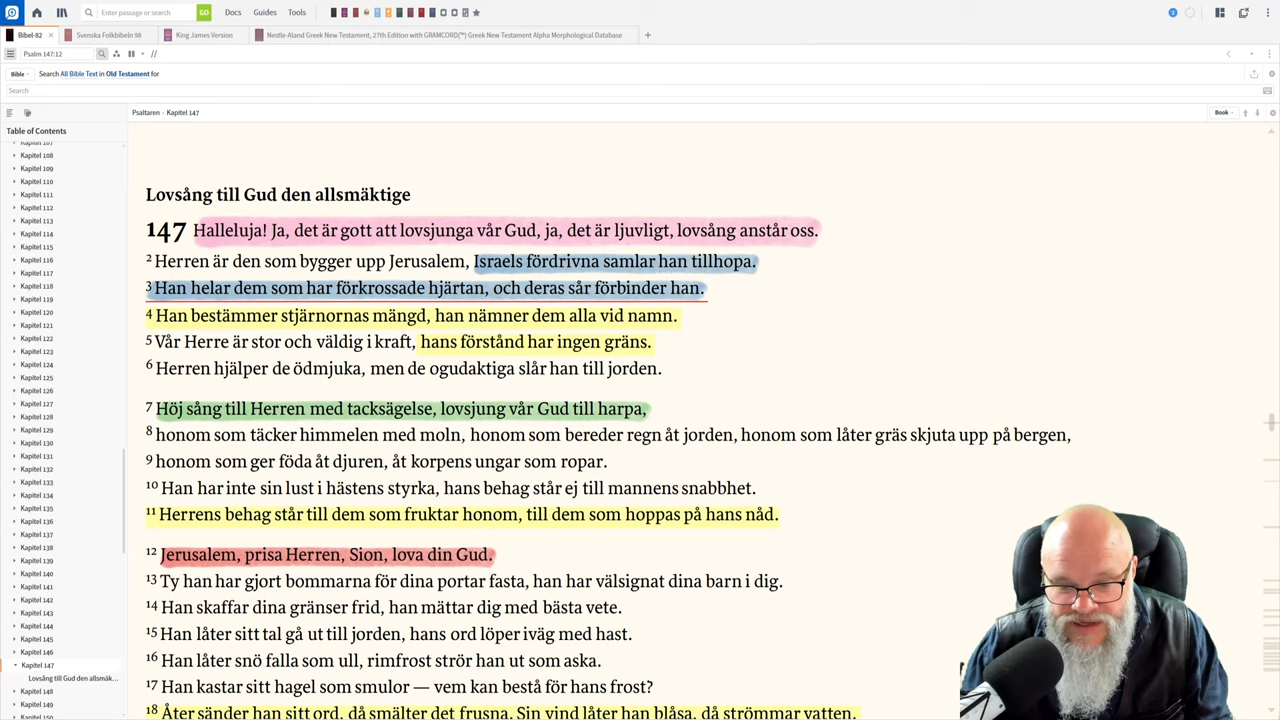 Enter passage or search
GO
Docs
Guides
Tools
2
Bibel-82
Svenska Folkbibeln 98
King James Version
Nestle-Aland Greek New Testament, 27th Edition with GRAMCORD(™) Greek New Testament Alpha Morphological Database
Psalm 147:12
Bible
Search All Bible Text in Old Testament for
Search
Psaltaren › Kapitel 147
Book
Table of Contents
Kapitel 107
Kapitel 108
Kapitel 109
Kapitel 110
Kapitel 111
Kapitel 112
Kapitel 113
Kapitel 114
Kapitel 115
Kapitel 116
Kapitel 117
Kapitel 118
Kapitel 119
Kapitel 120
Kapitel 121
Kapitel 122
Kapitel 123
Kapitel 124
Kapitel 125
Kapitel 126
Kapitel 127
Kapitel 128
Kapitel 129
Kapitel 130
Kapitel 131
Kapitel 132
Kapitel 133
Kapitel 134
Kapitel 135
Kapitel 136
Kapitel 137
Kapitel 138
Kapitel 139
Kapitel 140
Kapitel 141
Kapitel 142
Kapitel 143
Kapitel 144
Kapitel 145
Kapitel 146
Kapitel 147
Lovsång till Gud den allsmäk...
Kapitel 148
Kapitel 149
Kapitel 150
Lovsång till Gud den allsmäktige
147 Halleluja! Ja, det är gott att lovsjunga vår Gud, ja, det är ljuvligt, lovsång anstår oss.
2 Herren är den som bygger upp Jerusalem, Israels fördrivna samlar han tillhopa.
3 Han helar dem som har förkrossade hjärtan, och deras sår förbinder han.
4 Han bestämmer stjärnornas mängd, han nämner dem alla vid namn.
5 Vår Herre är stor och väldig i kraft, hans förstånd har ingen gräns.
6 Herren hjälper de ödmjuka, men de ogudaktiga slår han till jorden.
7 Höj sång till Herren med tacksägelse, lovsjung vår Gud till harpa,
8 honom som täcker himmelen med moln, honom som bereder regn åt jorden, honom som låter gräs skjuta upp på bergen,
9 honom som ger föda åt djuren, åt korpens ungar som ropar.
10 Han har inte sin lust i hästens styrka, hans behag står ej till mannens snabbhet.
11 Herrens behag står till dem som fruktar honom, till dem som hoppas på hans nåd.
12 Jerusalem, prisa Herren, Sion, lova din Gud.
13 Ty han har gjort bommarna för dina portar fasta, han har välsignat dina barn i dig.
14 Han skaffar dina gränser frid, han mättar dig med bästa vete.
15 Han låter sitt tal gå ut till jorden, hans ord löper iväg med hast.
16 Han låter snö falla som ull, rimfrost strör han ut som aska.
17 Han kastar sitt hagel som smulor — vem kan bestå för hans frost?
18 Åter sänder han sitt ord, då smälter det frusna. Sin vind låter han blåsa, då strömmar vatten.